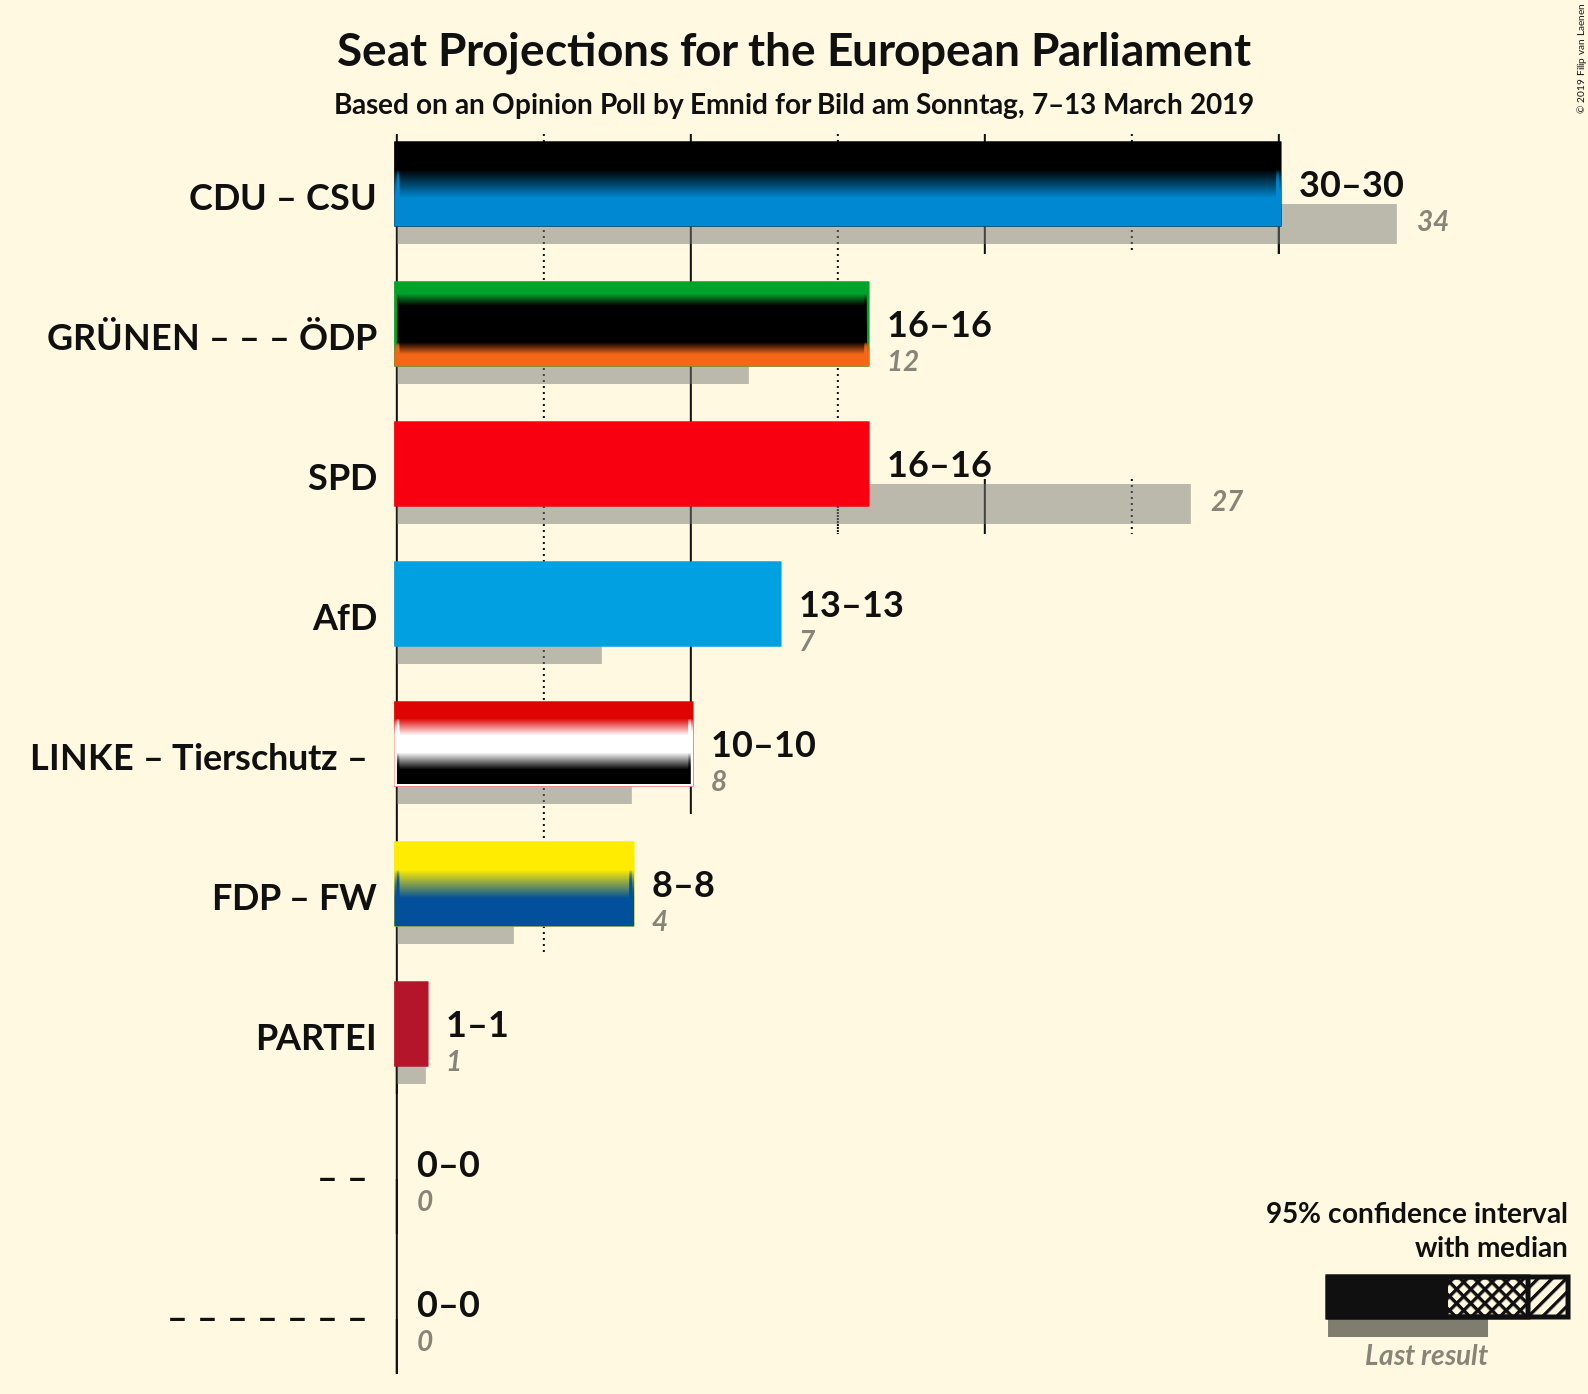 Seat Projections for the European Parliament
Based on an Opinion Poll by Emnid for Bild am Sonntag, 7–13 March 2019
© 2019 Filip van Laenen
CDU – CSU
30–30
34
GRÜNEN – – – ÖDP
16–16
12
SPD
16–16
27
AfD
13–13
7
LINKE – Tierschutz –
10–10
8
FDP – FW
8–8
4
PARTEI
1–1
1
– –
0–0
0
– – – – – – –
0–0
0
95% confidence interval
with median
Last result